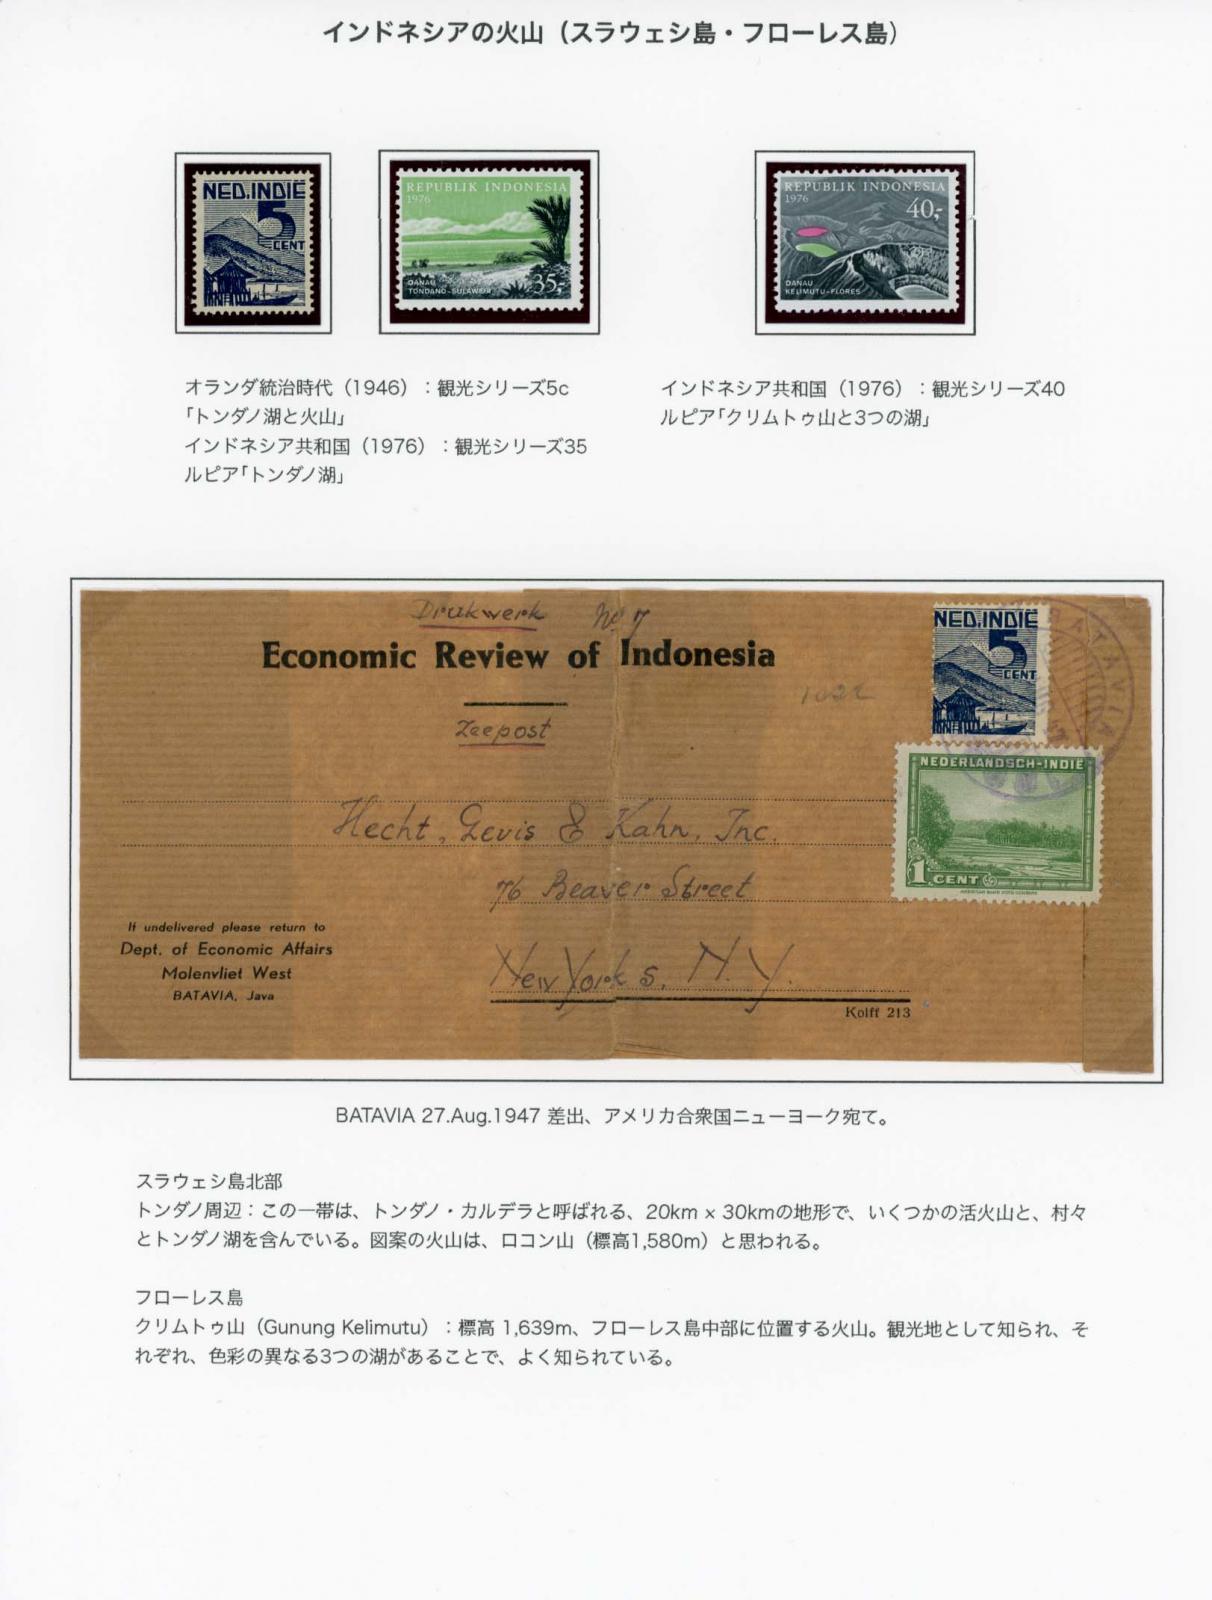 インドネシアの火山（スラウェシ島・フローレス島）
NED.INDIË
5
CENT
REPUBLIK INDONESIA
1976
DANAU
TONDANO-SULAWESI
35,-
REPUBLIK INDONESIA
1976
40,-
DANAU
KELIMUTU-FLORES
オランダ統治時代（1946）：観光シリーズ5c
「トンダノ湖と火山」
インドネシア共和国（1976）：観光シリーズ35
ルピア「トンダノ湖」
インドネシア共和国（1976）：観光シリーズ40
ルピア「クリムトゥ山と3つの湖」
Drukwerk No 7
Economic Review of Indonesia
Zeepost
NED.INDIË
5
CENT
BATAVIA
NEDERLANDSCH-INDIË
1 CENT
Hecht, Levis & Kahn, Inc.
76 Beaver Street
New Yorks, N.Y.
If undelivered please return to
Dept. of Economic Affairs
Molenvliet West
BATAVIA, Java
Kolff 213
BATAVIA 27.Aug.1947 差出、アメリカ合衆国ニューヨーク宛て。
スラウェシ島北部
トンダノ周辺：この一帯は、トンダノ・カルデラと呼ばれる、20km x 30kmの地形で、いくつかの活火山と、村々
とトンダノ湖を含んでいる。図案の火山は、ロコン山（標高1,580m）と思われる。
フローレス島
クリムトゥ山（Gunung Kelimutu）：標高 1,639m、フローレス島中部に位置する火山。観光地として知られ、そ
れぞれ、色彩の異なる3つの湖があることで、よく知られている。